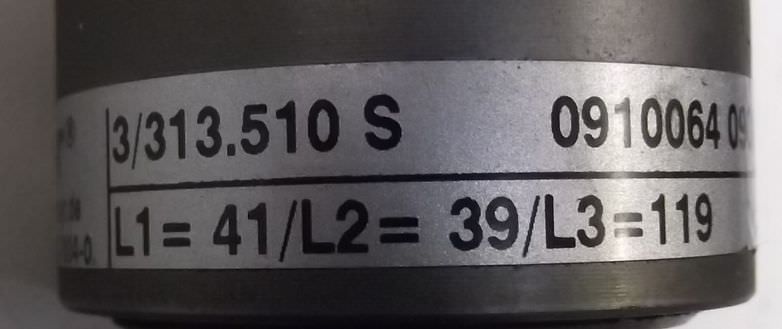 3/313.510 S 0910064
L1= 41/L2= 39/L3=119